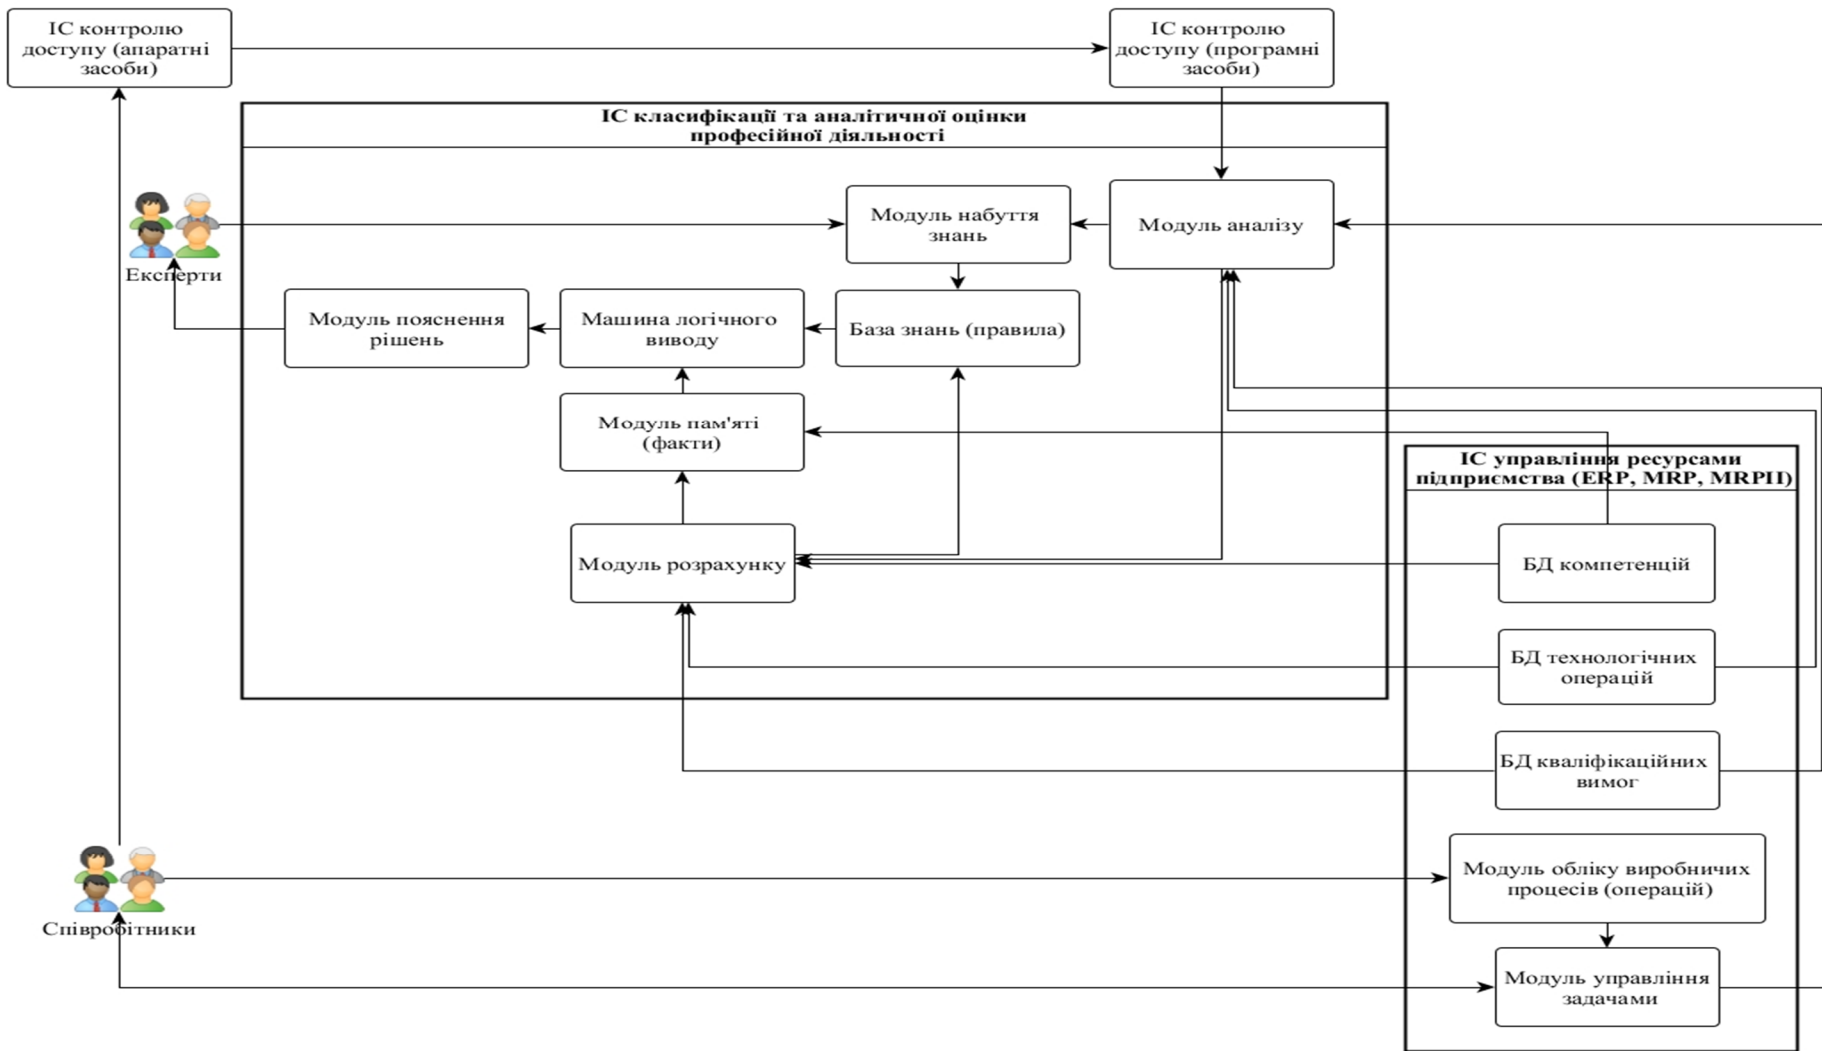 ІС контролю
доступу (апаратні
засоби)
ІС контролю
доступу (програмні
засоби)
ІС класифікації та аналітичної оцінки
професійної діяльності
Модуль набуття
знань
Модуль аналізу
Експерти
Модуль пояснення
рішень
Машина логічного
виводу
База знань (правила)
Модуль пам'яті
(факти)
ІС управління ресурсами
підприємства (ERP, MRP, MRPII)
Модуль розрахунку
БД компетенцій
БД технологічних
операцій
БД кваліфікаційних
вимог
Модуль обліку виробничих
процесів (операцій)
Співробітники
Модуль управління
задачами